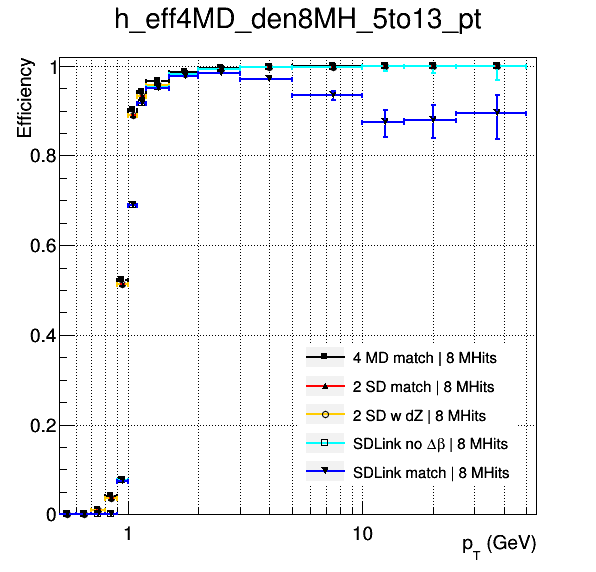 h_eff4MD_den8MH_5to13_pt
Efficiency
1
0.8
0.6
0.4
0.2
0
4 MD match | 8 MHits
2 SD match | 8 MHits
2 SD w dZ | 8 MHits
SDLink no Δβ | 8 MHits
SDLink match | 8 MHits
1
10
p_T (GeV)